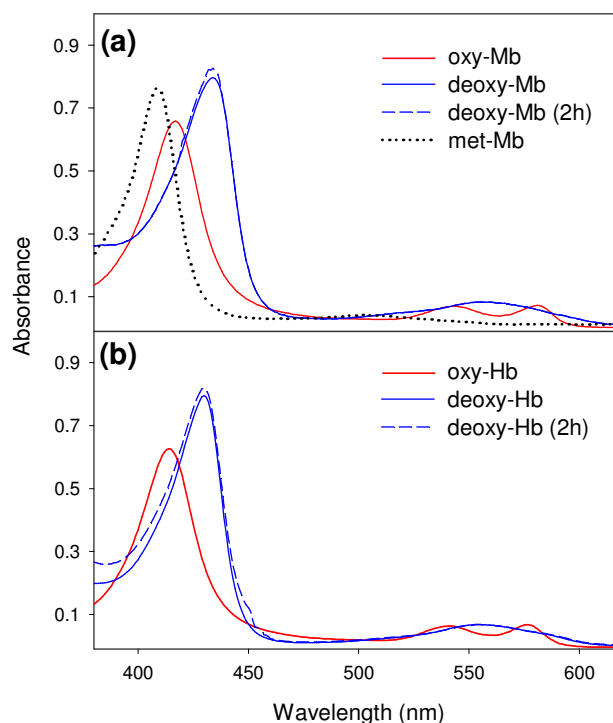 (a)
oxy-Mb
deoxy-Mb
deoxy-Mb (2h)
met-Mb
0.9
0.7
0.5
0.3
0.1
Absorbance
(b)
oxy-Hb
deoxy-Hb
deoxy-Hb (2h)
0.9
0.7
0.5
0.3
0.1
400 450 500 550 600
Wavelength (nm)